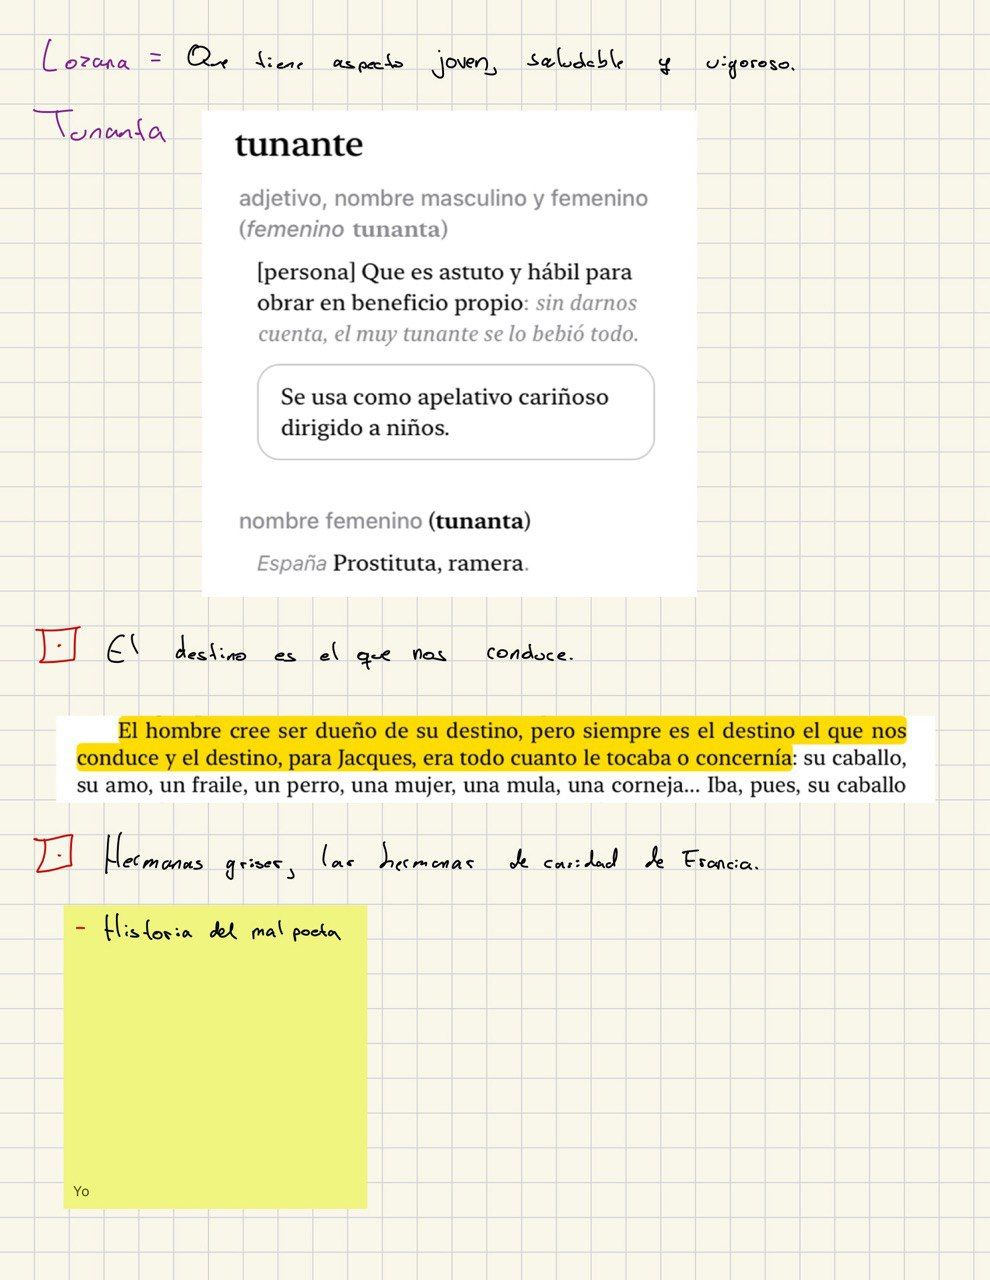 Lozana = Que tiene aspecto joven, saludable y vigoroso.
Tunanta
tunante
adjetivo, nombre masculino y femenino
(femenino tunanta)
[persona] Que es astuto y hábil para
obrar en beneficio propio: sin darnos
cuenta, el muy tunante se lo bebió todo.
Se usa como apelativo cariñoso
dirigido a niños.
nombre femenino (tunanta)
España Prostituta, ramera.
El destino es el que nos conduce.
El hombre cree ser dueño de su destino, pero siempre es el destino el que nos
conduce y el destino, para Jacques, era todo cuanto le tocaba o concernía: su caballo,
su amo, un fraile, un perro, una mujer, una mula, una corneja... Iba, pues, su caballo
Hermanas grises, las hermanas de caridad de Francia.
- Historia del mal poeta
Yo